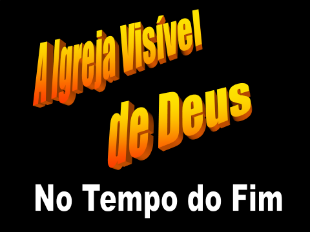 A Igreja Visível
de Deus
No Tempo do Fim